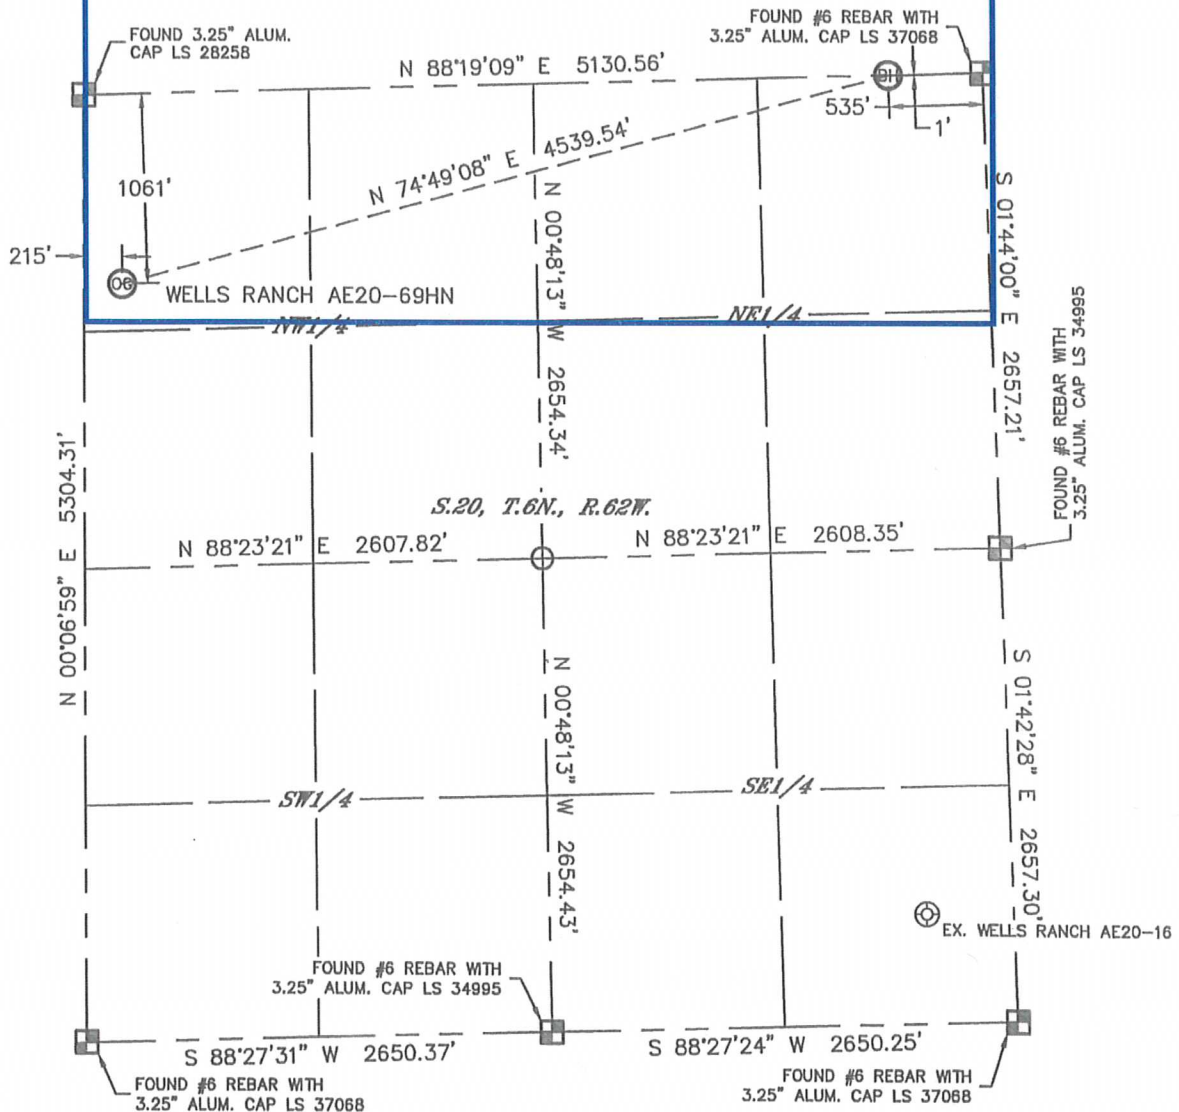 FOUND 3.25" ALUM.
CAP LS 28258
FOUND #6 REBAR WITH
3.25" ALUM. CAP LS 37068
N 88°19'09" E 5130.56'
BH
535'
1'
1061'
N 74°49'08" E 4539.54'
215'
OG
WELLS RANCH AE20-69HN
N 00°48'13" W 2654.34'
S 01°44'00" E 2657.21'
NW1/4
NE1/4
FOUND #6 REBAR WITH
3.25" ALUM. CAP LS 34995
N 00°06'59" E 5304.31'
S.20, T.6N., R.62W.
N 88°23'21" E 2607.82'
N 88°23'21" E 2608.35'
N 00°48'13" W 2654.43'
S 01°42'28" E 2657.30'
SW1/4
SE1/4
EX. WELLS RANCH AE20-16
FOUND #6 REBAR WITH
3.25" ALUM. CAP LS 34995
S 88°27'31" W 2650.37'
S 88°27'24" W 2650.25'
FOUND #6 REBAR WITH
3.25" ALUM. CAP LS 37068
FOUND #6 REBAR WITH
3.25" ALUM. CAP LS 37068